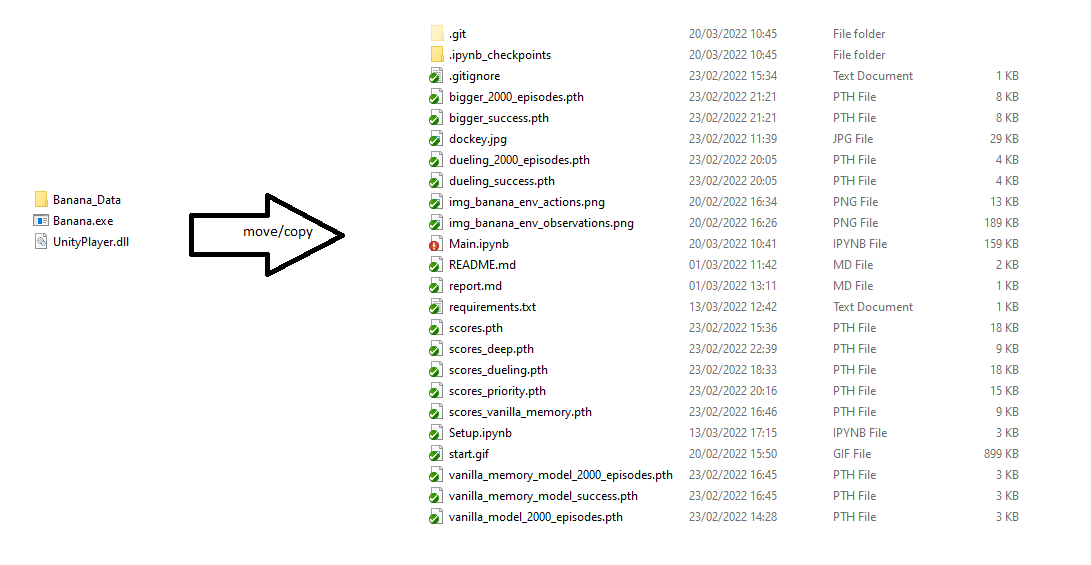 Banana_Data
Banana.exe
UnityPlayer.dll
move/copy
.git 20/03/2022 10:45 File folder
.ipynb_checkpoints 20/03/2022 10:45 File folder
.gitignore 23/02/2022 15:34 Text Document 1 KB
bigger_2000_episodes.pth 23/02/2022 21:21 PTH File 8 KB
bigger_success.pth 23/02/2022 21:21 PTH File 8 KB
dockey.jpg 23/02/2022 11:39 JPG File 29 KB
dueling_2000_episodes.pth 23/02/2022 20:05 PTH File 4 KB
dueling_success.pth 23/02/2022 20:05 PTH File 4 KB
img_banana_env_actions.png 20/02/2022 16:34 PNG File 13 KB
img_banana_env_observations.png 20/02/2022 16:26 PNG File 189 KB
Main.ipynb 20/03/2022 10:41 IPYNB File 159 KB
README.md 01/03/2022 11:42 MD File 2 KB
report.md 01/03/2022 13:11 MD File 1 KB
requirements.txt 13/03/2022 12:42 Text Document 1 KB
scores.pth 23/02/2022 15:36 PTH File 18 KB
scores_deep.pth 23/02/2022 22:39 PTH File 9 KB
scores_dueling.pth 23/02/2022 18:33 PTH File 18 KB
scores_priority.pth 23/02/2022 20:16 PTH File 15 KB
scores_vanilla_memory.pth 23/02/2022 16:46 PTH File 9 KB
Setup.ipynb 13/03/2022 17:15 IPYNB File 3 KB
start.gif 20/02/2022 15:50 GIF File 899 KB
vanilla_memory_model_2000_episodes.pth 23/02/2022 16:45 PTH File 3 KB
vanilla_memory_model_success.pth 23/02/2022 16:45 PTH File 3 KB
vanilla_model_2000_episodes.pth 23/02/2022 14:28 PTH File 3 KB